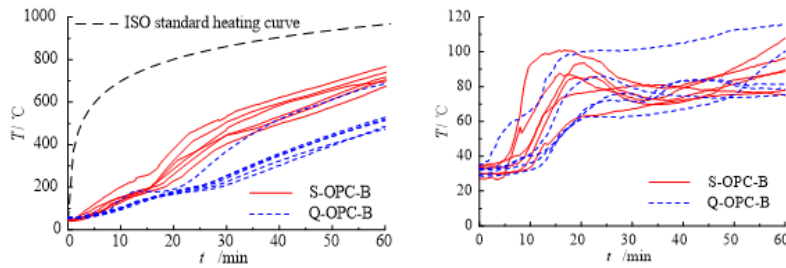 ISO standard heating curve
1000
800
600
400
200
0
T/ °C
S-OPC-B
Q-OPC-B
0 10 20 30 40 50 60
t /min
120
100
80
60
40
20
0
T/ °C
S-OPC-B
Q-OPC-B
0 10 20 30 40 50 60
t /min